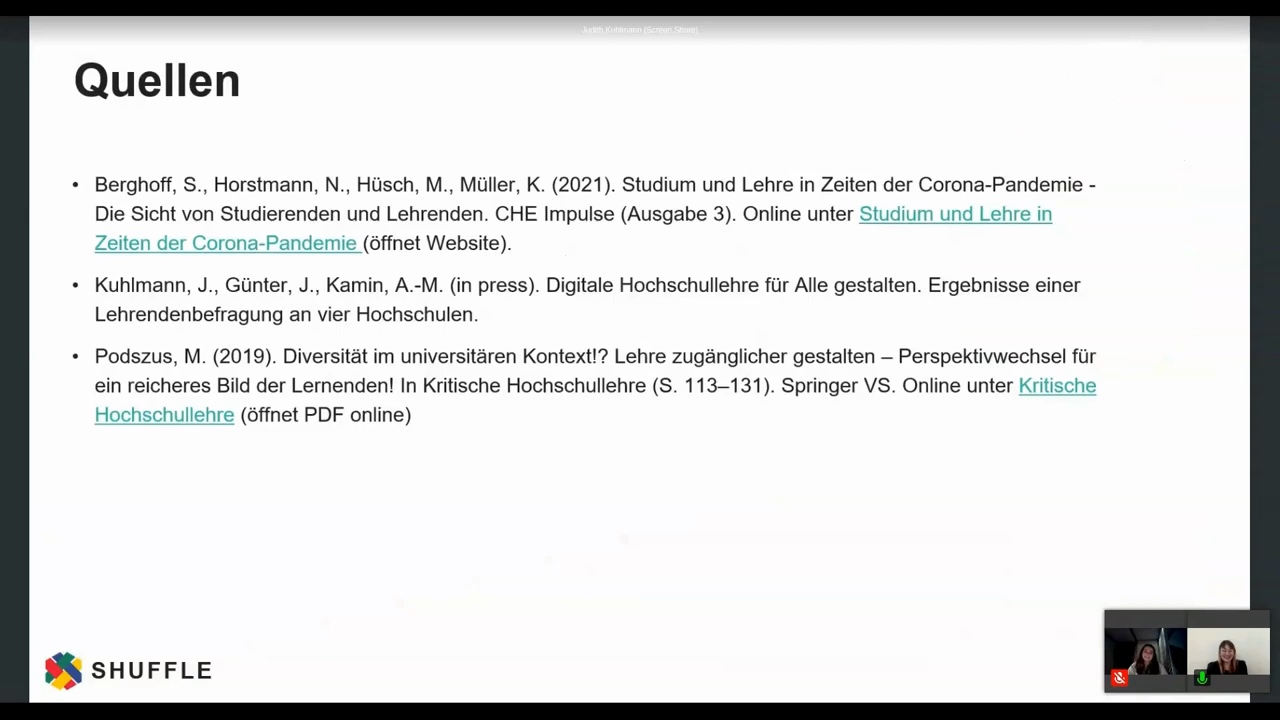 Judith Kuhlmann (Screen Share)
Quellen
• Berghoff, S., Horstmann, N., Hüsch, M., Müller, K. (2021). Studium und Lehre in Zeiten der Corona-Pandemie -
Die Sicht von Studierenden und Lehrenden. CHE Impulse (Ausgabe 3). Online unter Studium und Lehre in
Zeiten der Corona-Pandemie (öffnet Website).
• Kuhlmann, J., Günter, J., Kamin, A.-M. (in press). Digitale Hochschullehre für Alle gestalten. Ergebnisse einer
Lehrendenbefragung an vier Hochschulen.
• Podszus, M. (2019). Diversität im universitären Kontext!? Lehre zugänglicher gestalten – Perspektivwechsel für
ein reicheres Bild der Lernenden! In Kritische Hochschullehre (S. 113–131). Springer VS. Online unter Kritische
Hochschullehre (öffnet PDF online)
SHUFFLE